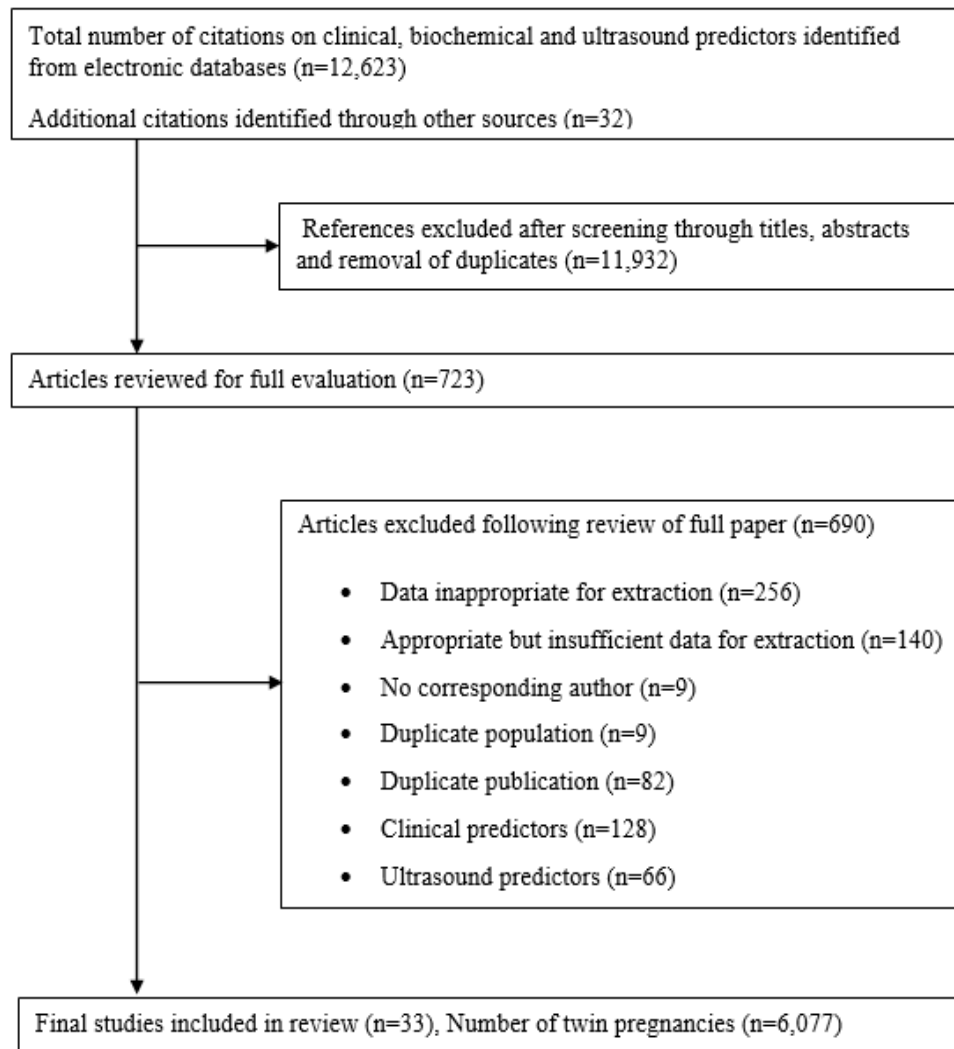 Total number of citations on clinical, biochemical and ultrasound predictors identified
from electronic databases (n=12,623)
Additional citations identified through other sources (n=32)
References excluded after screening through titles, abstracts
and removal of duplicates (n=11,932)
Articles reviewed for full evaluation (n=723)
Articles excluded following review of full paper (n=690)
• Data inappropriate for extraction (n=256)
• Appropriate but insufficient data for extraction (n=140)
• No corresponding author (n=9)
• Duplicate population (n=9)
• Duplicate publication (n=82)
• Clinical predictors (n=128)
• Ultrasound predictors (n=66)
Final studies included in review (n=33), Number of twin pregnancies (n=6,077)